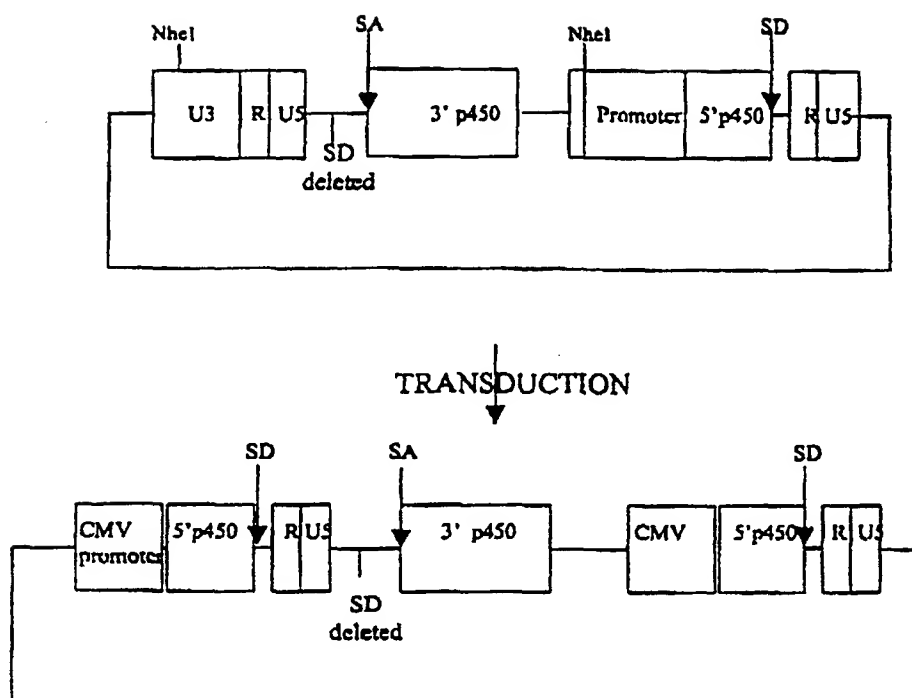 NheI
SA
NheI
SD
U3 R U5 3' p450 Promoter 5'p450 R U5
SD
deleted
TRANSDUCTION
SD SA SD
CMV 5'p450 R U5 3' p450 CMV 5'p450 R U5
promoter
SD
deleted